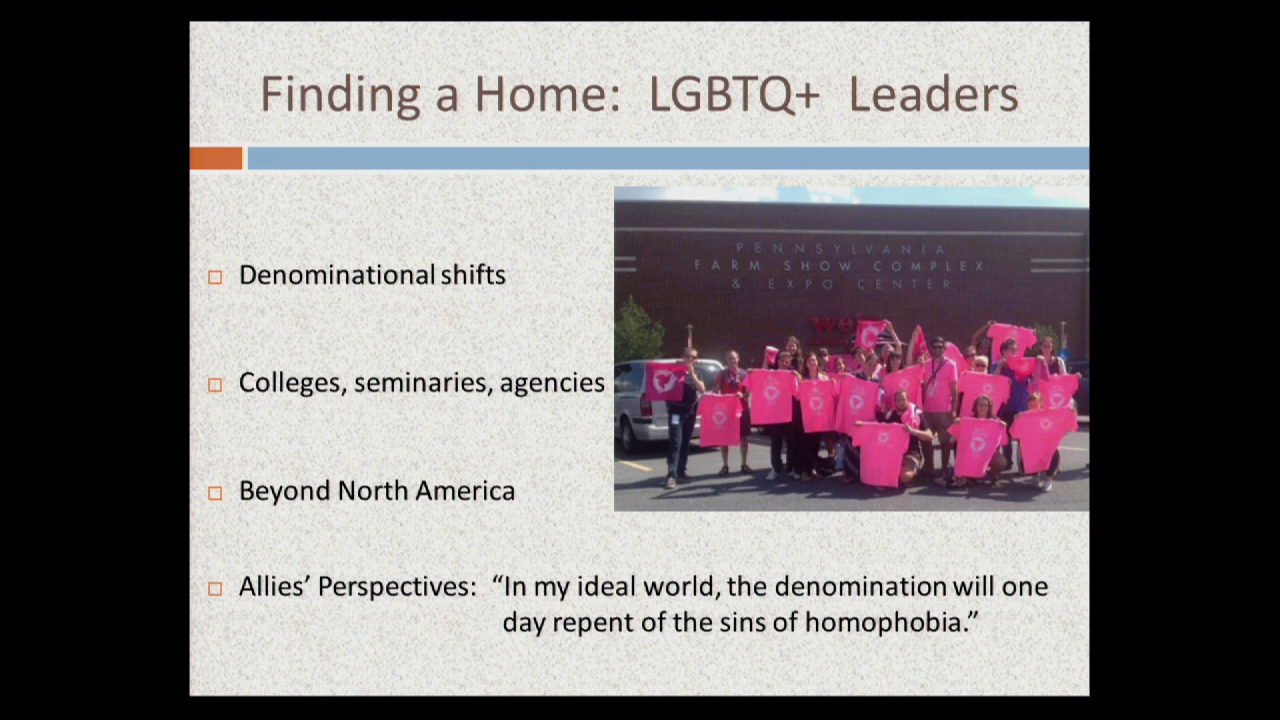 Finding a Home: LGBTQ+ Leaders
PENNSYLVANIA
FARM SHOW COMPLEX
& EXPO CENTER
Denominational shifts
Colleges, seminaries, agencies
Beyond North America
Allies’ Perspectives: “In my ideal world, the denomination will one
day repent of the sins of homophobia.”